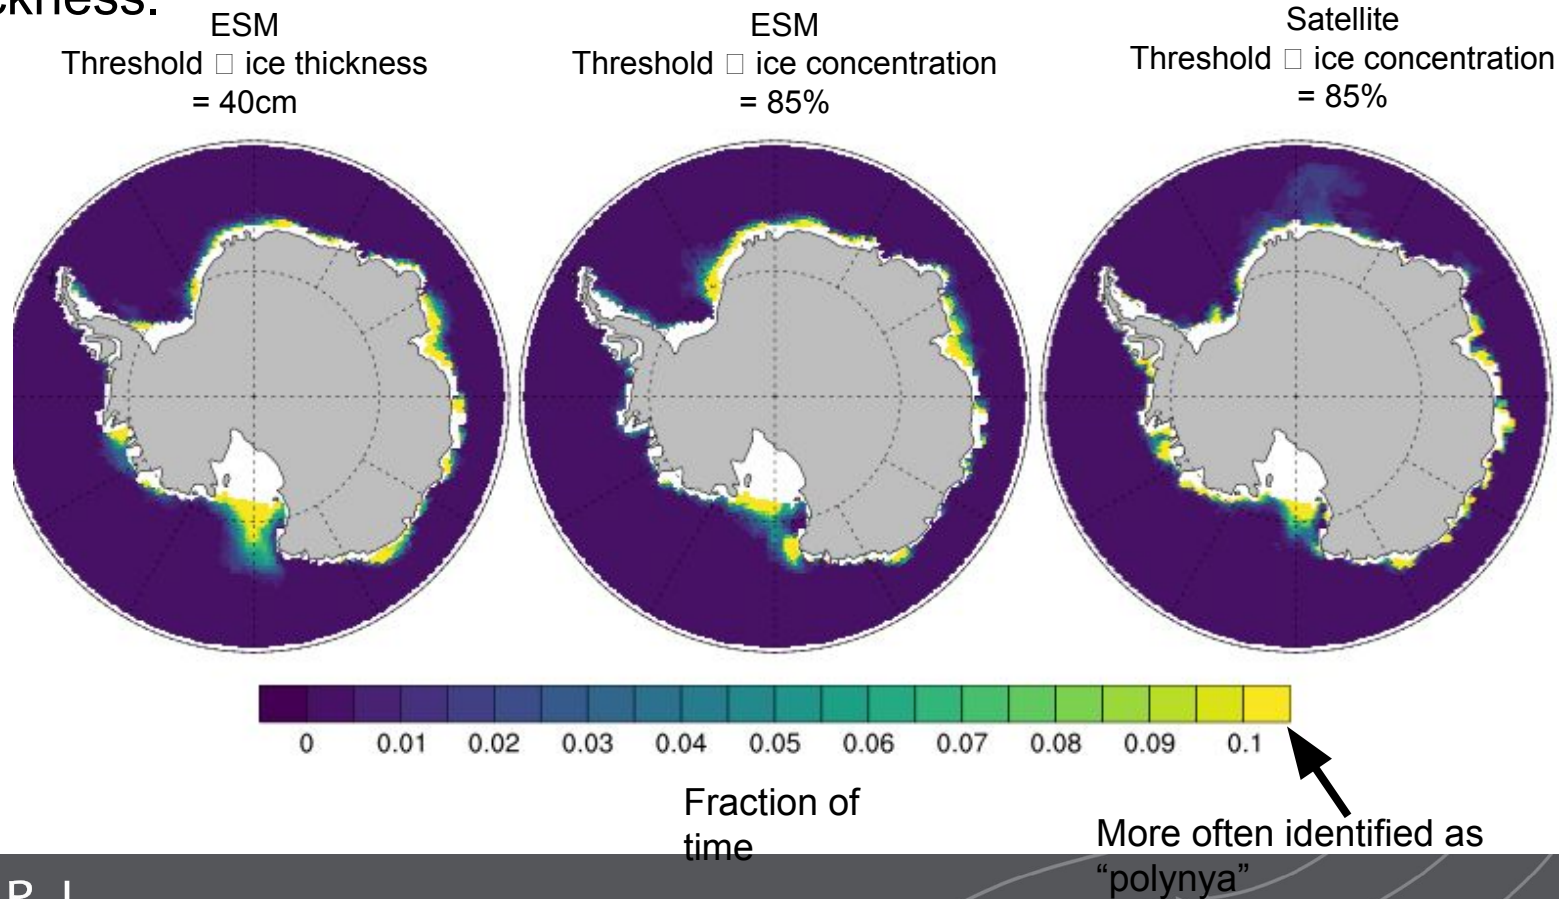 ESM
Threshold □ ice thickness
= 40cm
ESM
Threshold □ ice concentration
= 85%
Satellite
Threshold □ ice concentration
= 85%
0 0.01 0.02 0.03 0.04 0.05 0.06 0.07 0.08 0.09 0.1
Fraction of
time
More often identified as
“polynya”